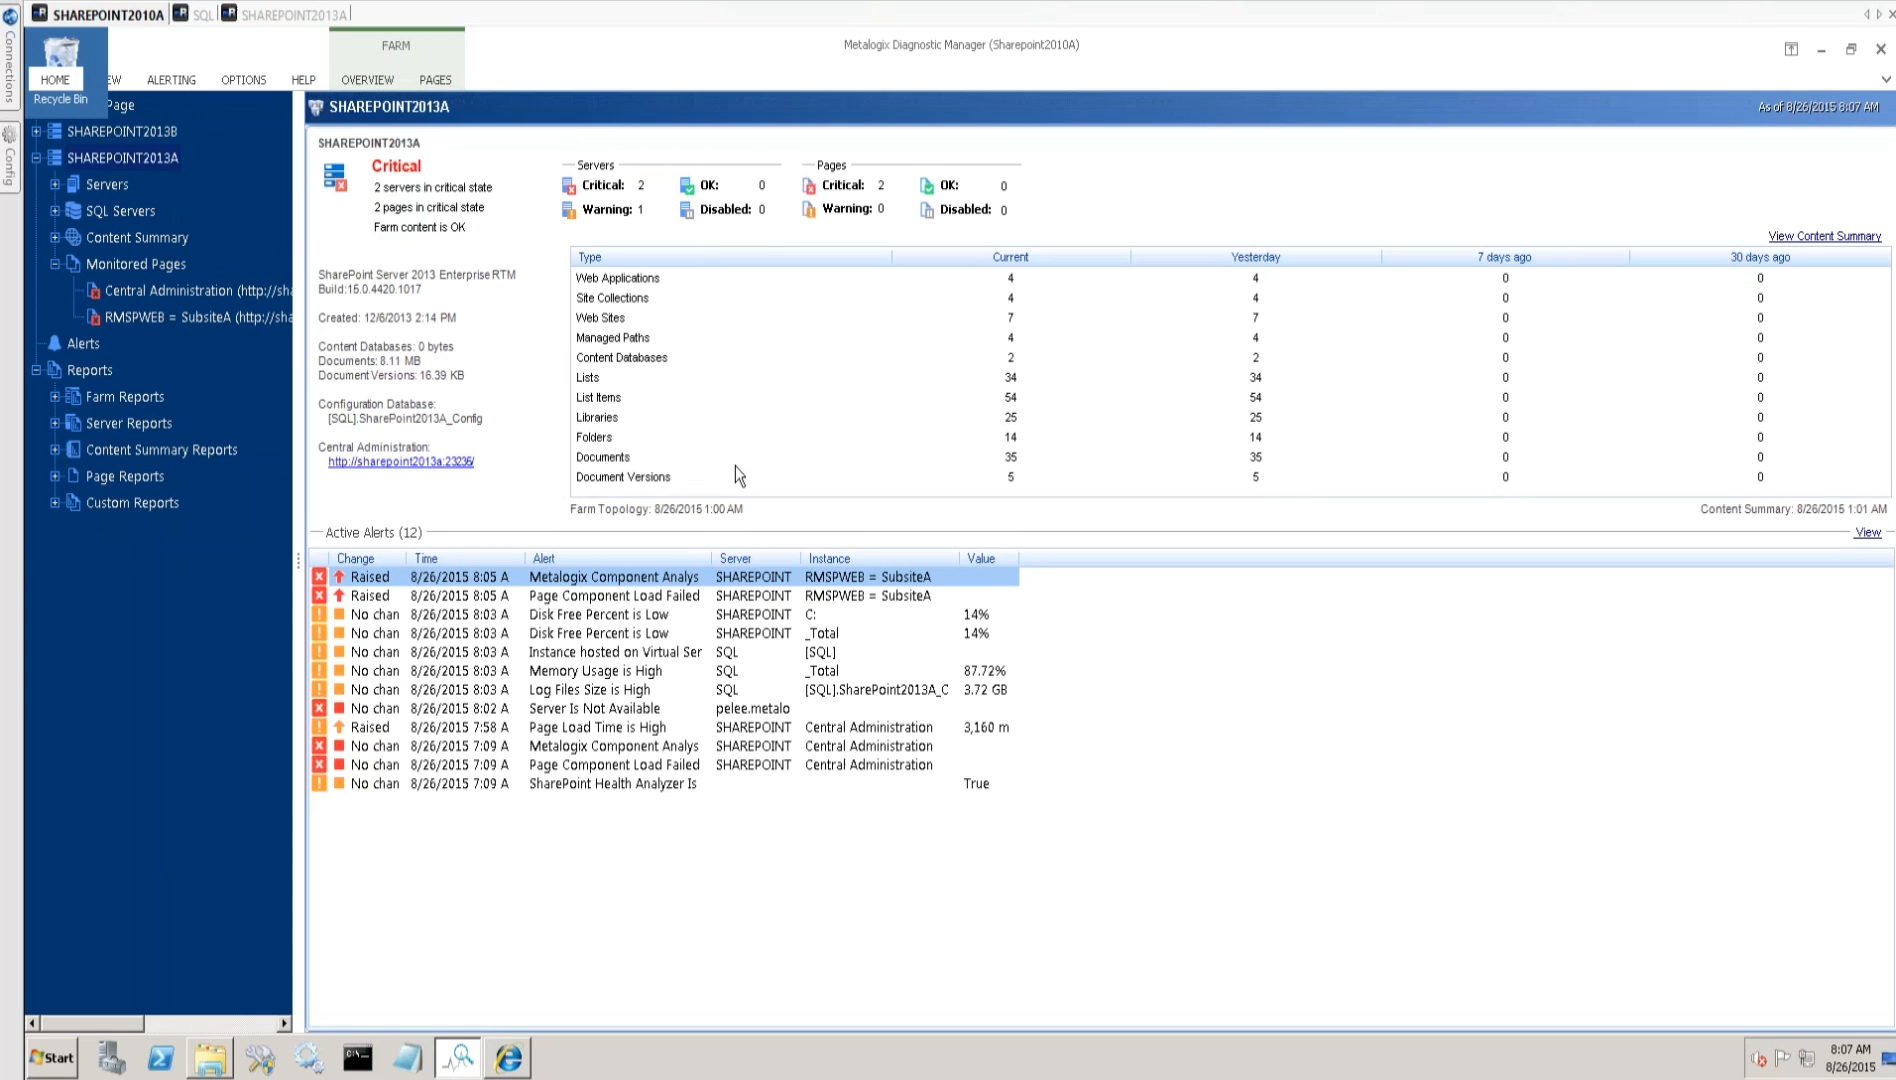 SHAREPOINT2010A
SQL
SHAREPOINT2013A
Connections
Config
FARM
Metalogix Diagnostic Manager (Sharepoint2010A)
HOME
EW
ALERTING
OPTIONS
HELP
OVERVIEW
PAGES
Recycle Bin
Page
SHAREPOINT2013B
SHAREPOINT2013A
Servers
SQL Servers
Content Summary
Monitored Pages
Central Administration (http://sha
RMSPWEB = SubsiteA (http://sha
Alerts
Reports
Farm Reports
Server Reports
Content Summary Reports
Page Reports
Custom Reports
SHAREPOINT2013A
As of 8/26/2015 8:07 AM
SHAREPOINT2013A
Critical
2 servers in critical state
2 pages in critical state
Farm content is OK
Servers
Critical: 2 OK: 0
Warning: 1 Disabled: 0
Pages
Critical: 2 OK: 0
Warning: 0 Disabled: 0
View Content Summary
SharePoint Server 2013 Enterprise RTM
Build:15.0.4420.1017
Created: 12/6/2013 2:14 PM
Content Databases: 0 bytes
Documents: 8.11 MB
Document Versions: 16.39 KB
Configuration Database:
[SQL].SharePoint2013A_Config
Central Administration:
http://sharepoint2013a:23235/
Type Current Yesterday 7 days ago 30 days ago
Web Applications 4 4 0 0
Site Collections 4 4 0 0
Web Sites 7 7 0 0
Managed Paths 4 4 0 0
Content Databases 2 2 0 0
Lists 34 34 0 0
List Items 54 54 0 0
Libraries 25 25 0 0
Folders 14 14 0 0
Documents 35 35 0 0
Document Versions 5 5 0 0
Farm Topology: 8/26/2015 1:00 AM
Content Summary: 8/26/2015 1:01 AM
Active Alerts (12)
View
Change Time Alert Server Instance Value
Raised 8/26/2015 8:05 A Metalogix Component Analys SHAREPOINT RMSPWEB = SubsiteA
Raised 8/26/2015 8:05 A Page Component Load Failed SHAREPOINT RMSPWEB = SubsiteA
No chan 8/26/2015 8:03 A Disk Free Percent is Low SHAREPOINT C: 14%
No chan 8/26/2015 8:03 A Disk Free Percent is Low SHAREPOINT _Total 14%
No chan 8/26/2015 8:03 A Instance hosted on Virtual Ser SQL [SQL]
No chan 8/26/2015 8:03 A Memory Usage is High SQL _Total 87.72%
No chan 8/26/2015 8:03 A Log Files Size is High SQL [SQL].SharePoint2013A_C 3.72 GB
No chan 8/26/2015 8:02 A Server Is Not Available pelee.metalo
Raised 8/26/2015 7:58 A Page Load Time is High SHAREPOINT Central Administration 3,160 m
No chan 8/26/2015 7:09 A Metalogix Component Analys SHAREPOINT Central Administration
No chan 8/26/2015 7:09 A Page Component Load Failed SHAREPOINT Central Administration
No chan 8/26/2015 7:09 A SharePoint Health Analyzer Is True
Start
8:07 AM
8/26/2015